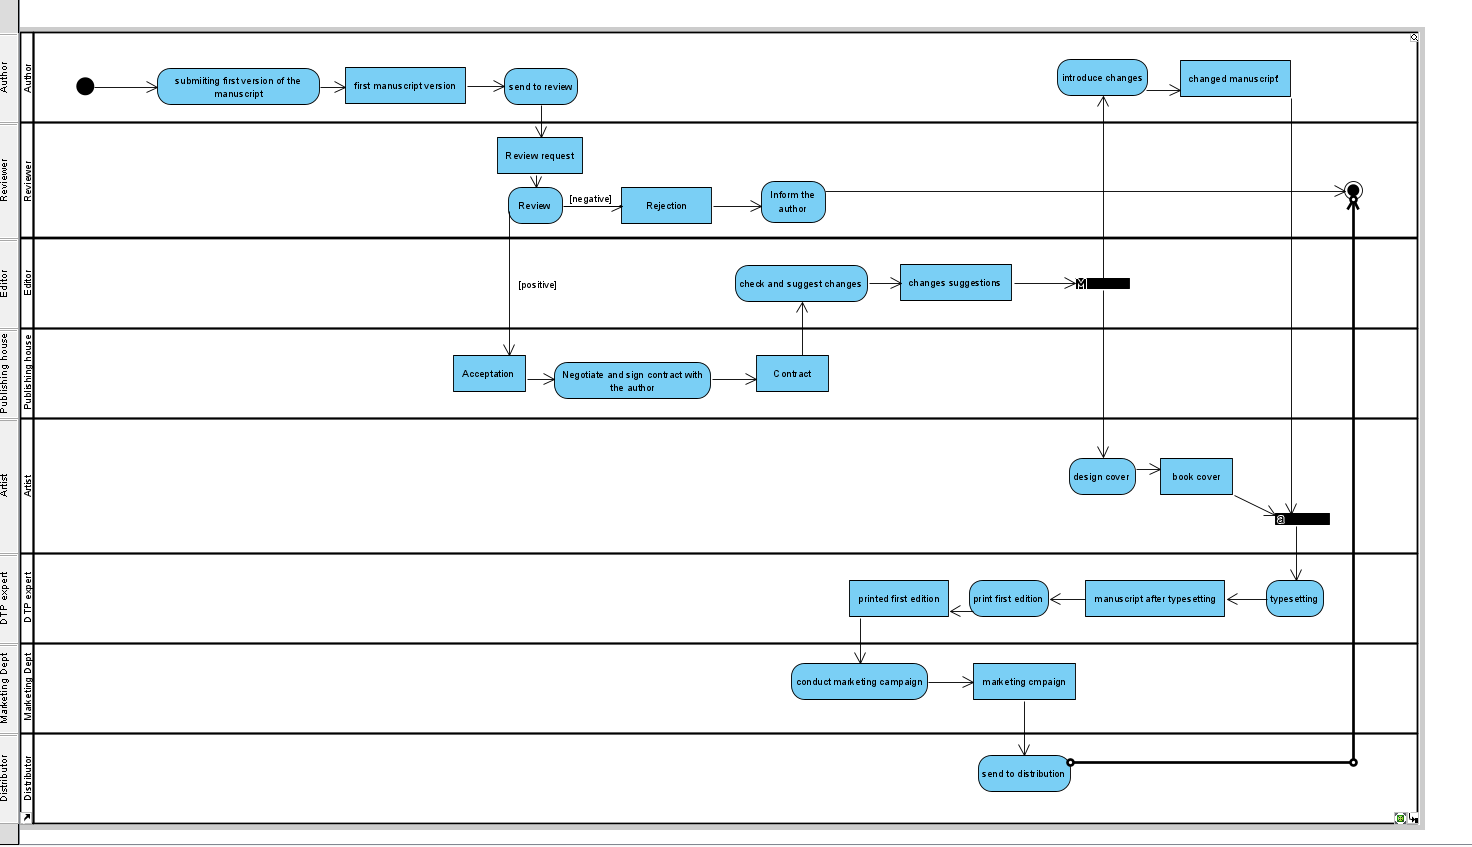 Author
Author
submiiting first version of the
manuscript
first manuscript version
send to review
introduce changes
changed manuscript
Reviewer
Reviewer
Review request
Review
[negative]
Rejection
Inform the
author
Editor
Editor
[positive]
check and suggest changes
changes suggestions
Publishing house
Publishing house
Acceptation
Negotiate and sign contract with
the author
Contract
Artist
Artist
design cover
book cover
DTP expert
DTP expert
printed first edition
print first edition
manuscript after typesetting
typesetting
Marketing Dept
Marketing Dept
conduct marketing campaign
marketing cmpaign
Distributor
Distributor
send to distribution